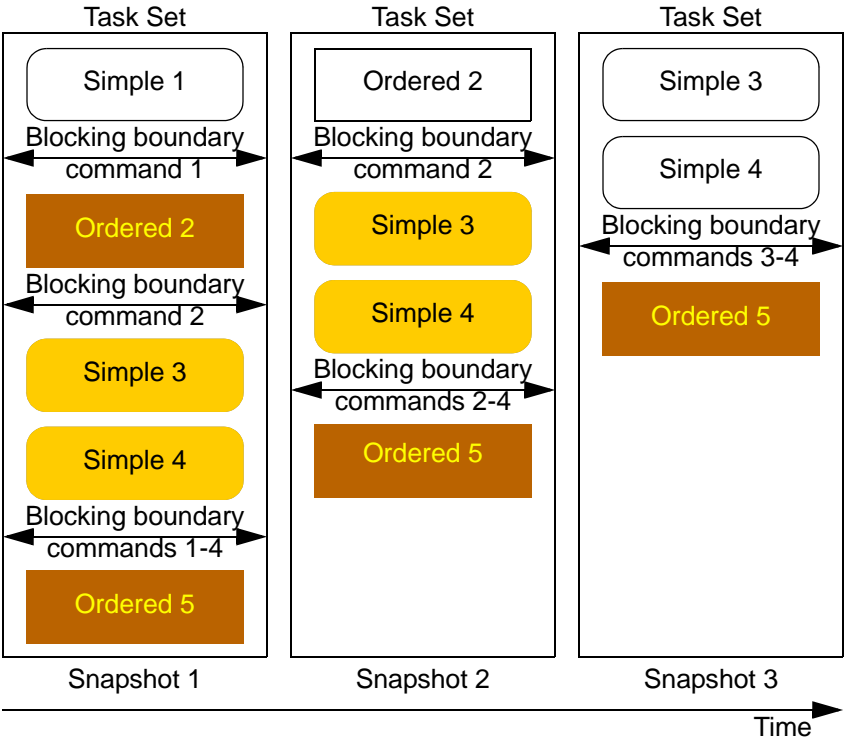 Task Set
Simple 1
Blocking boundary
command 1
Ordered 2
Blocking boundary
command 2
Simple 3
Simple 4
Blocking boundary
commands 1-4
Ordered 5
Snapshot 1
Task Set
Ordered 2
Blocking boundary
command 2
Simple 3
Simple 4
Blocking boundary
commands 2-4
Ordered 5
Snapshot 2
Task Set
Simple 3
Simple 4
Blocking boundary
commands 3-4
Ordered 5
Snapshot 3
Time